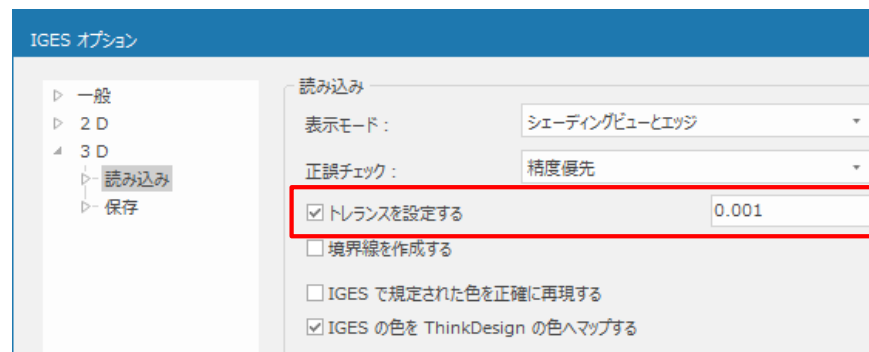 IGES オプション
一般
2 D
3 D
読み込み
保存
読み込み
表示モード : シェーディングビューとエッジ
正誤チェック : 精度優先
トレランスを設定する 0.001
境界線を作成する
IGES で規定された色を正確に再現する
IGES の色を ThinkDesign の色へマップする